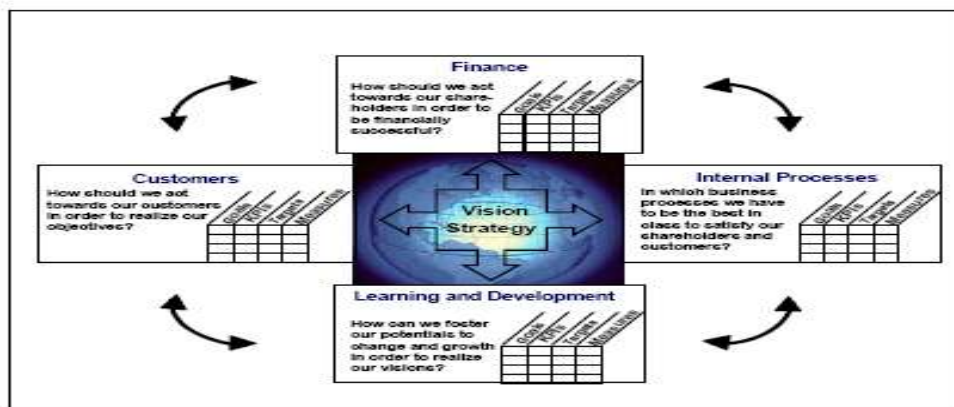 Finance
How should we act
towards our share-
holders in order to
be financially
successful?
Goals
KPIs
Targets
Measures
Customers
How should we act
towards our customers
in order to realize our
objectives?
Goals
KPIs
Targets
Measures
Vision
Strategy
Internal Processes
In which business
processes we have
to be the best in
class to satisfy our
shareholders and
customers?
Goals
KPIs
Targets
Measures
Learning and Development
How can we foster
our potentials to
change and growth
in order to realize
our visions?
Goals
KPIs
Targets
Measures